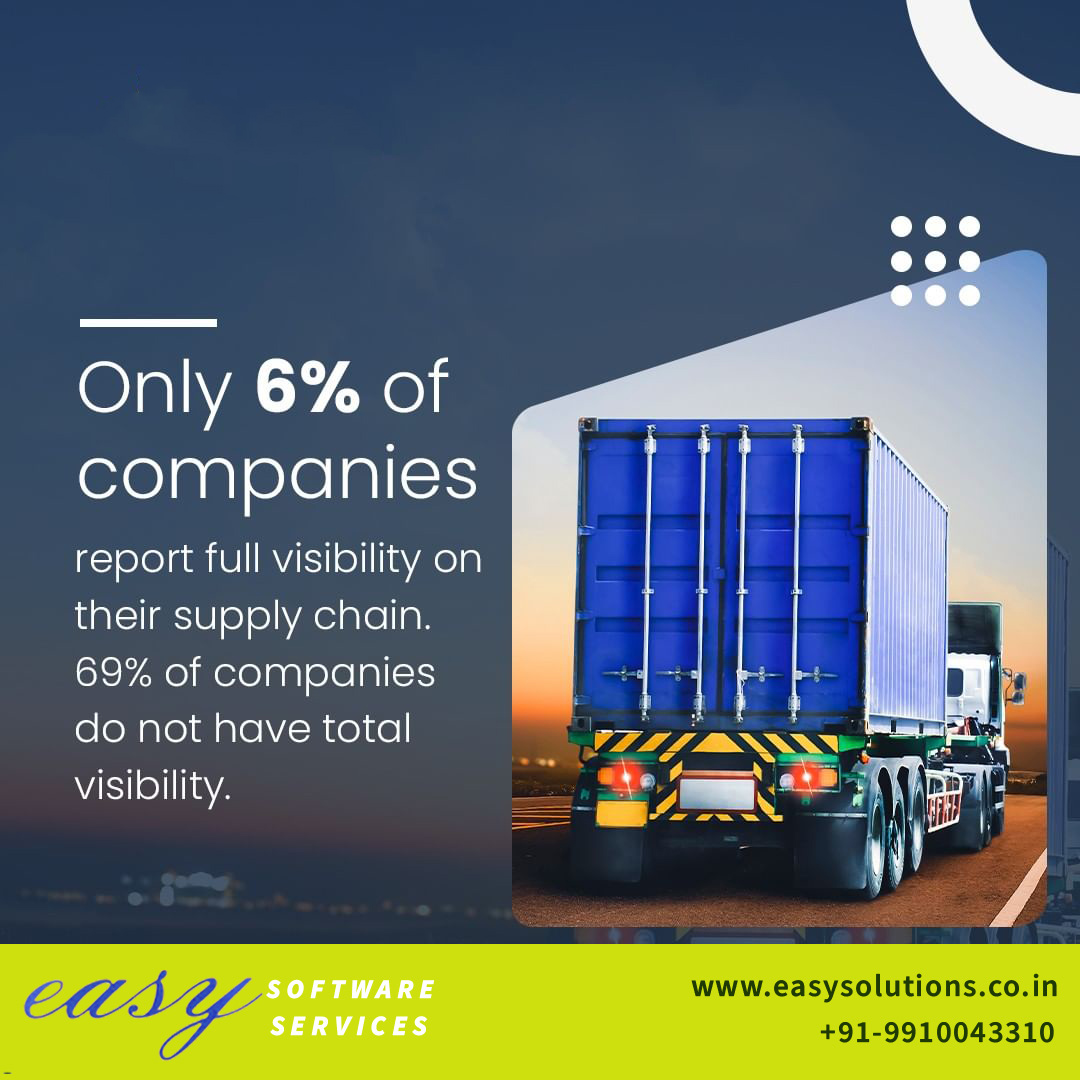 Only 6% of
companies
report full visibility on
their supply chain.
69% of companies
do not have total
visibility.
easy SOFTWARE
SERVICES
www.easysolutions.co.in
+91-9910043310